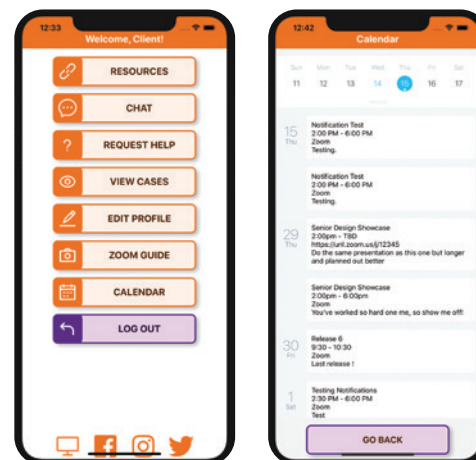 12:33
Welcome, Client!
RESOURCES
CHAT
REQUEST HELP
VIEW CASES
EDIT PROFILE
ZOOM GUIDE
CALENDAR
LOG OUT
12:42
Calendar
Sun Mon Tue Wed Thu Fri Sat
11 12 13 14 15 16 17
15
Thu
Notification Test
2:00 PM - 6:00 PM
Zoom
Testing.
Notification Test
2:00 PM - 6:00 PM
Zoom
Testing.
29
Thu
Senior Design Showcase
2:00pm - TBD
https://unl.zoom.us/j/12345
Do the same presentation as this one but longer
and planned out better
Senior Design Showcase
2:00pm - 6:00pm
Zoom
You've worked so hard one me, so show me off!
30
Fri
Release 6
9:30 - 10:30
Zoom
Last release !
1
Sat
Testing Notifications
2:30 PM - 6:00 PM
Zoom
Test
GO BACK